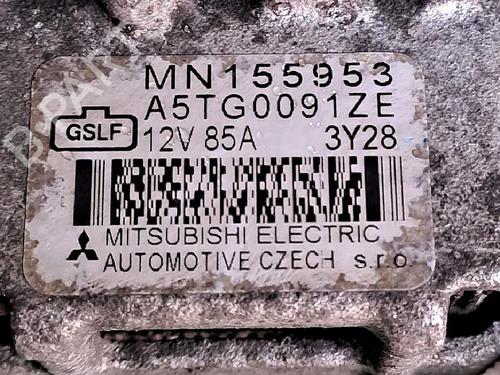 MN155953
A5TG0091ZE
GSLF 12V 85A 3Y28
MITSUBISHI ELECTRIC
AUTOMOTIVE CZECH s.r.o.